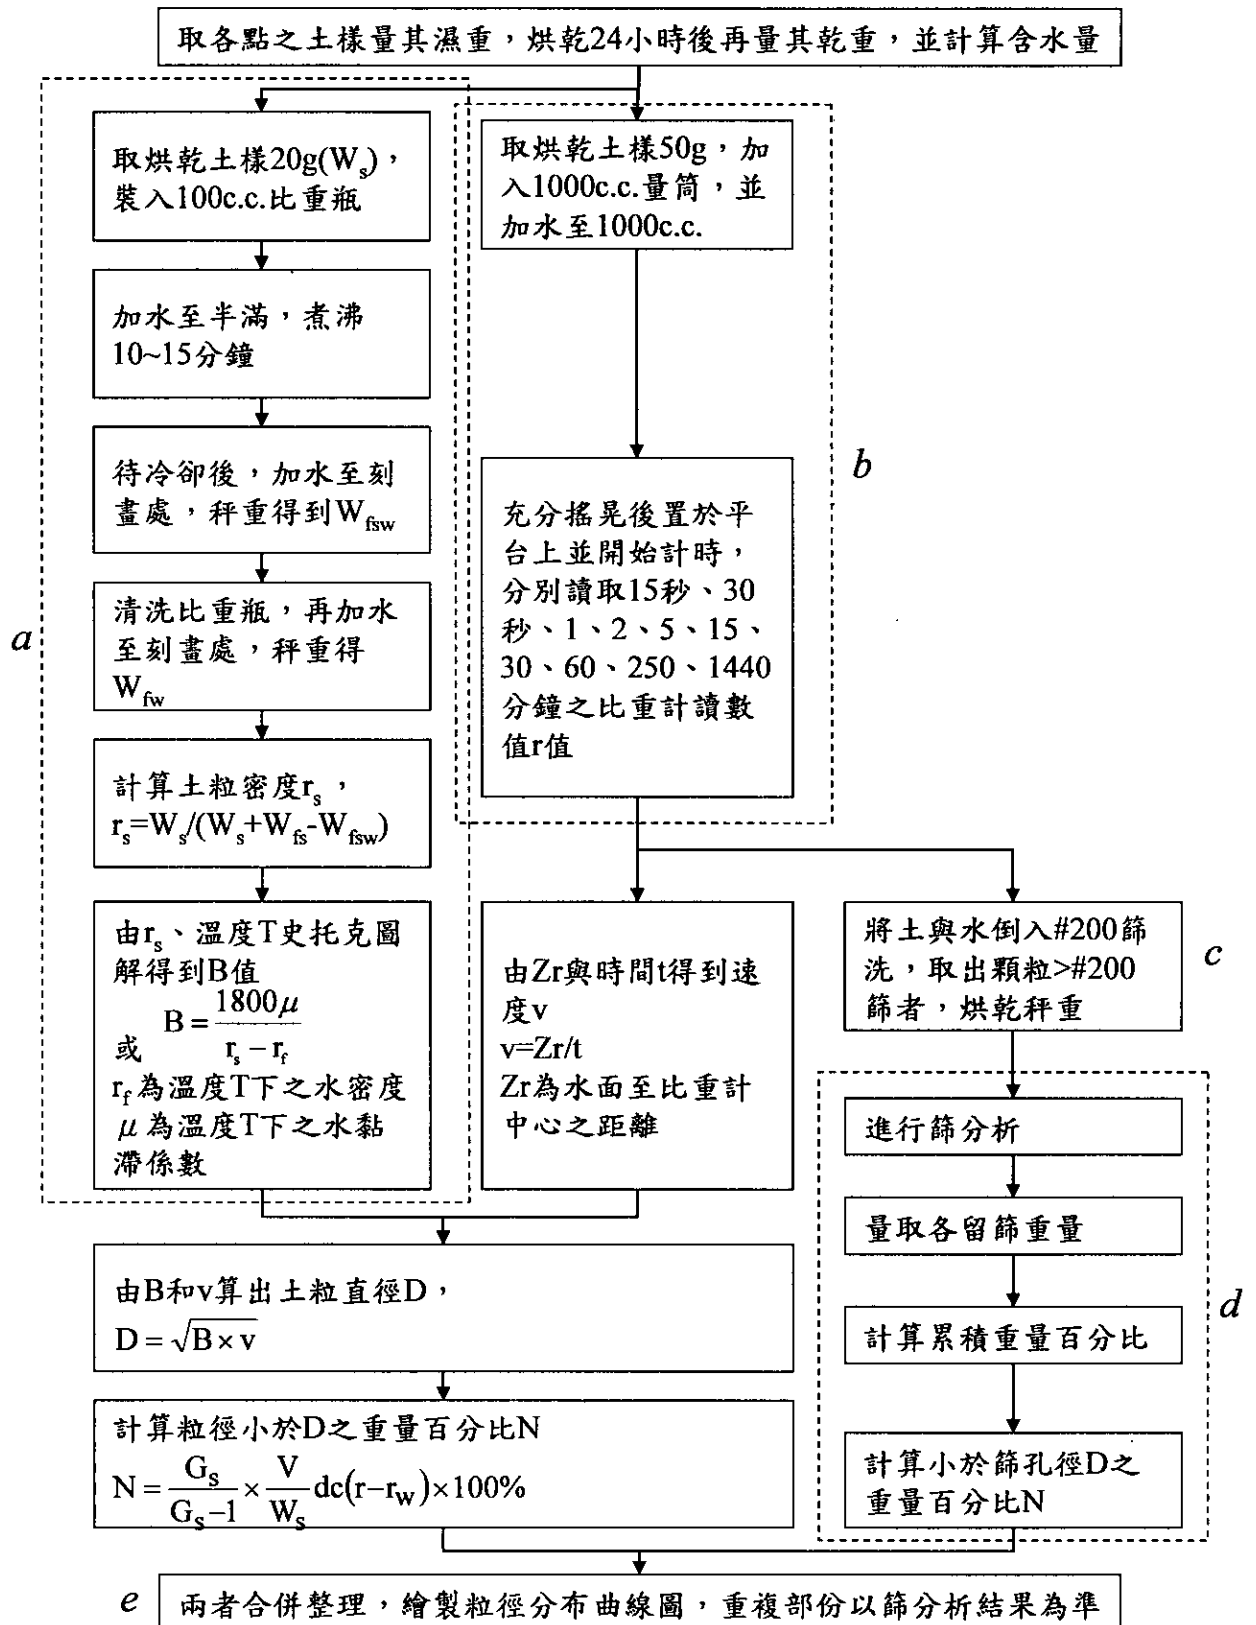 取各點之土樣量其濕重，烘乾24小時後再量其乾重，並計算含水量
a
取烘乾土樣20g(Wₛ)，
裝入100c.c.比重瓶
加水至半滿，煮沸
10~15分鐘
待冷卻後，加水至刻
畫處，秤重得到W_fsw
清洗比重瓶，再加水
至刻畫處，秤重得
W_fw
計算土粒密度rₛ，
rₛ=Wₛ/(Wₛ+W_fs-W_fsw)
由rₛ、溫度T史托克圖
解得到B值
或 B = 1800μ / (rₛ − r_f)
r_f為溫度T下之水密度
μ為溫度T下之水黏
滯係數
b
取烘乾土樣50g，加
入1000c.c.量筒，並
加水至1000c.c.
充分搖晃後置於平
台上並開始計時，
分別讀取15秒、30
秒、1、2、5、15、
30、60、250、1440
分鐘之比重計讀數
值r值
由Zr與時間t得到速
度v
v=Zr/t
Zr為水面至比重計
中心之距離
c
將土與水倒入#200篩
洗，取出顆粒>#200
篩者，烘乾秤重
d
進行篩分析
量取各留篩重量
計算累積重量百分比
計算小於篩孔徑D之
重量百分比N
由B和v算出土粒直徑D，
D = √(B × v)
計算粒徑小於D之重量百分比N
N = G_S/(G_S−1) × V/W_S dc(r−r_W)×100%
e
兩者合併整理，繪製粒徑分布曲線圖，重複部份以篩分析結果為準